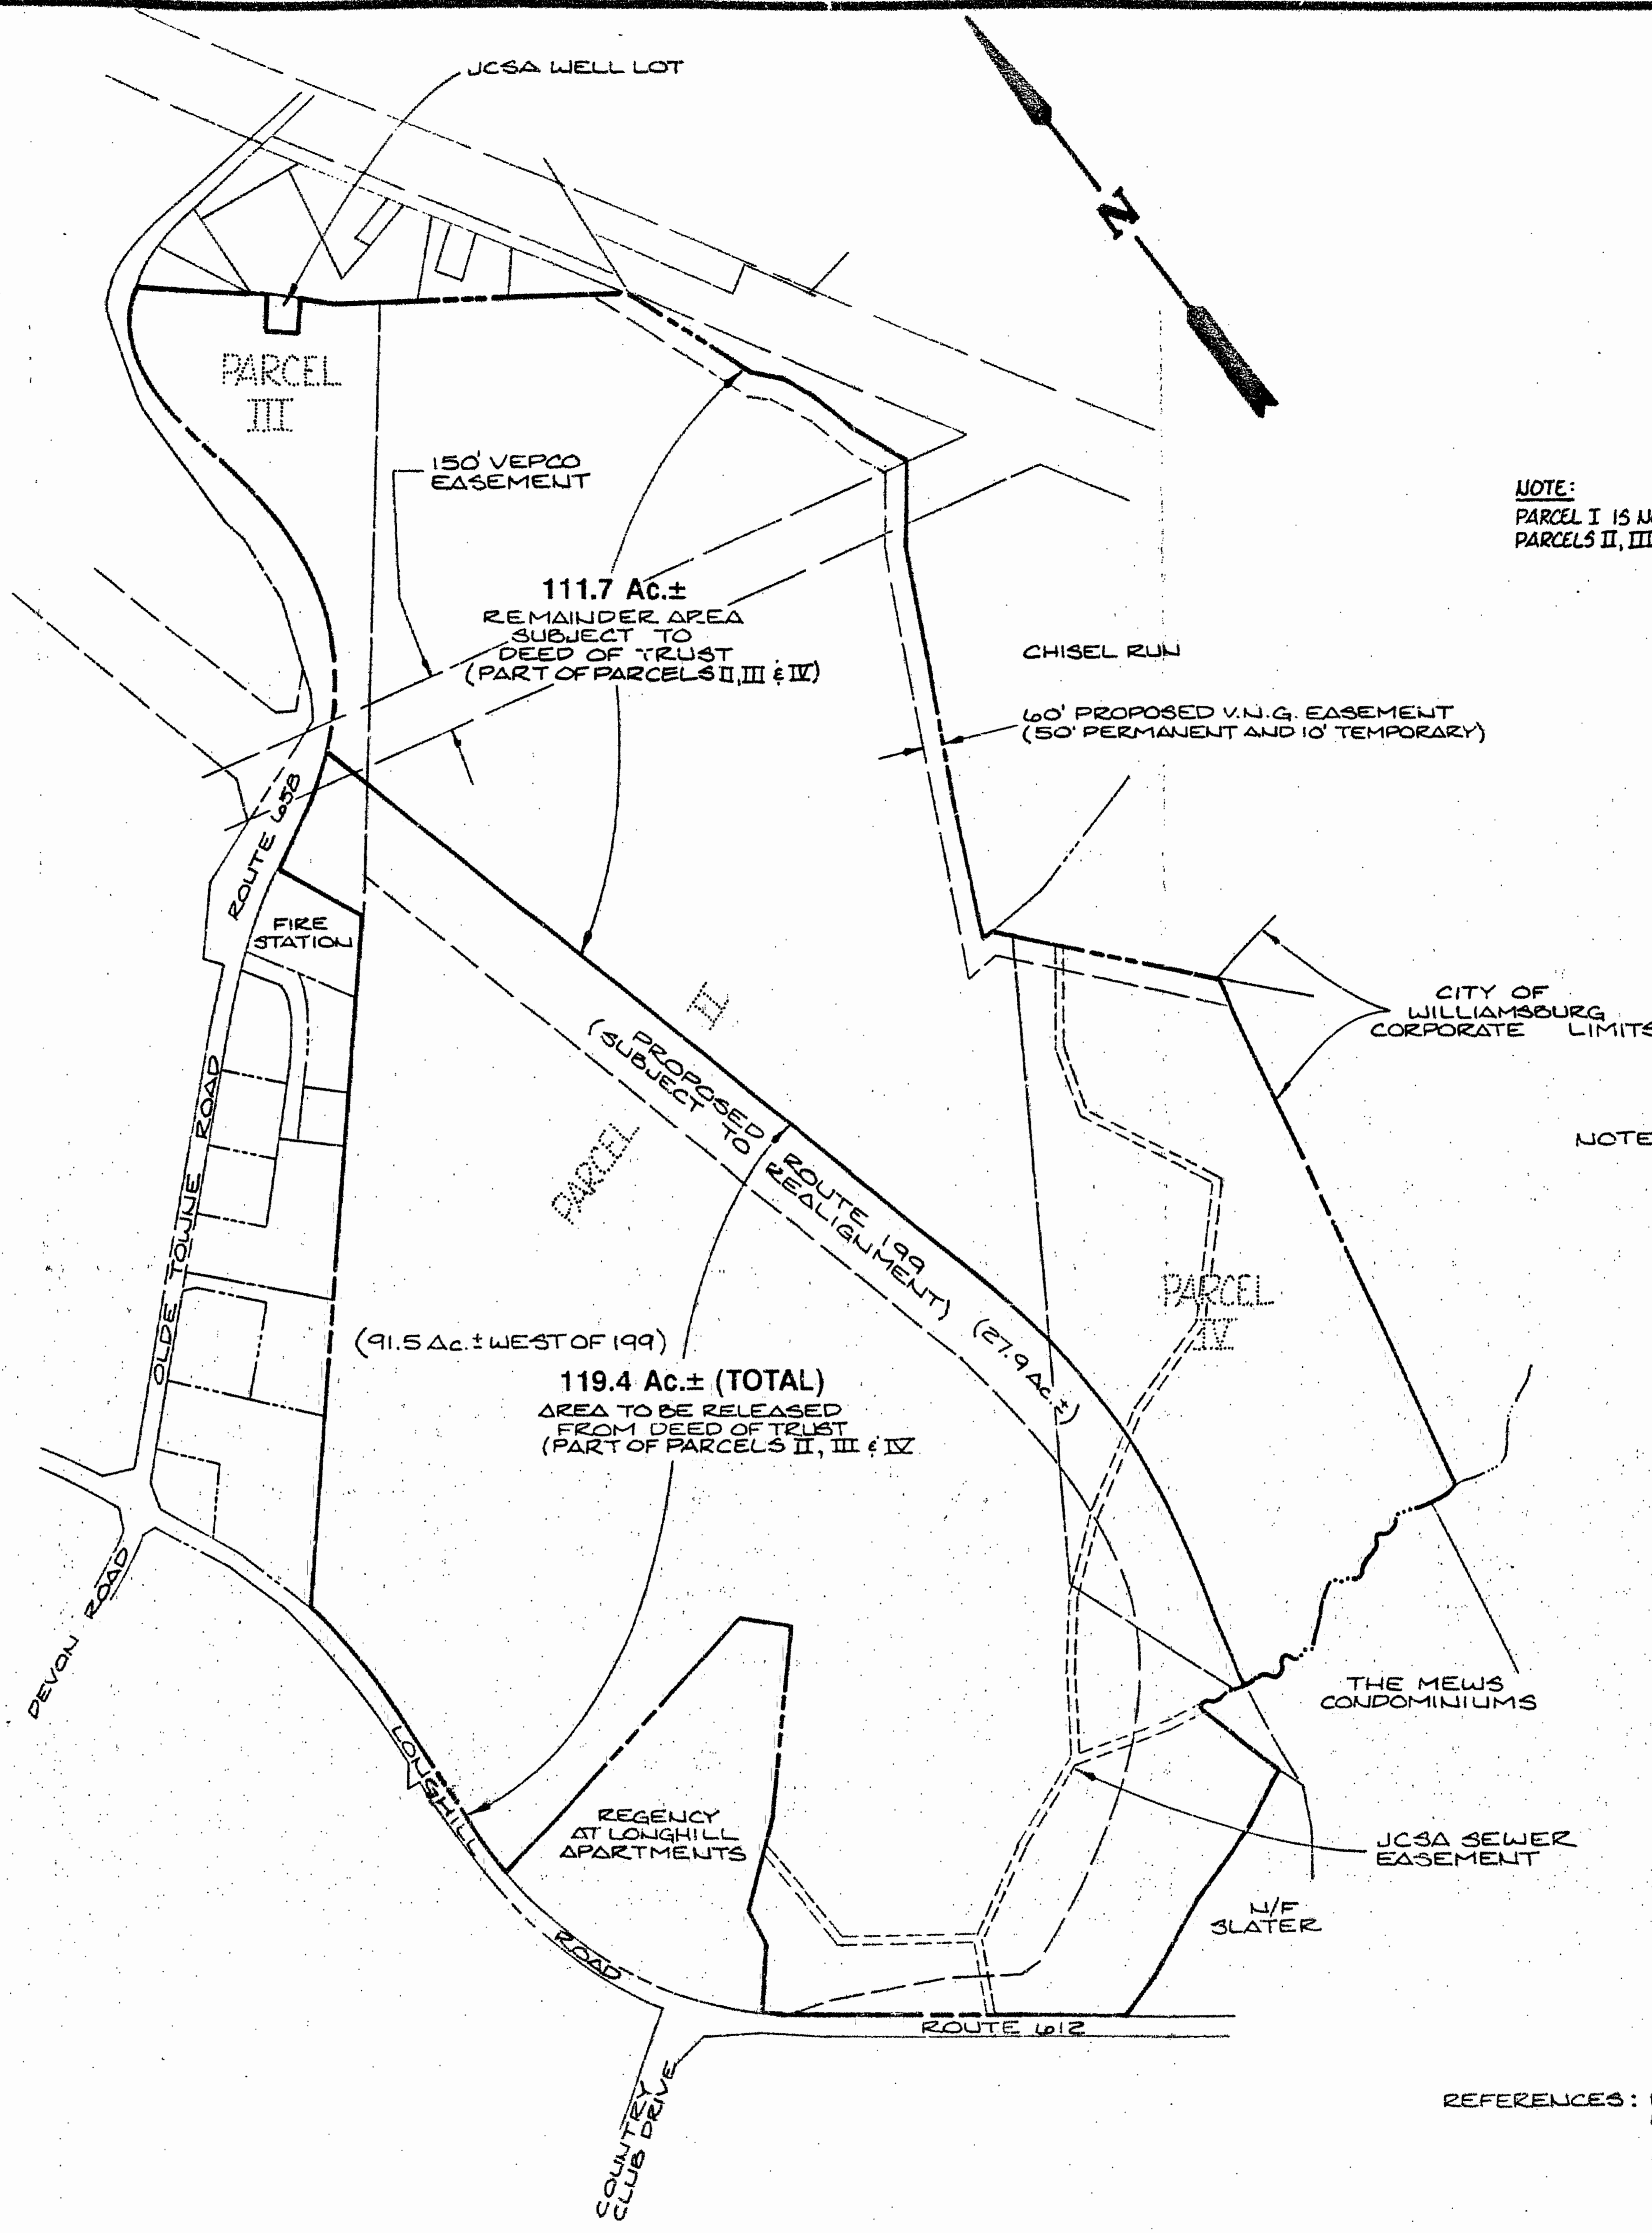 JCSA WELL LOT
N
PARCEL
III
150' VEPCO
EASEMENT
NOTE:
PARCEL I IS
PARCELS II, III
111.7 Ac.±
REMAINDER AREA
SUBJECT TO
DEED OF TRUST
(PART OF PARCELS II, III & IV)
CHISEL RUN
60' PROPOSED V.N.G. EASEMENT
(50' PERMANENT AND 10' TEMPORARY)
ROUTE 658
FIRE
STATION
CITY OF
WILLIAMSBURG
CORPORATE LIMITS
II
PARCEL
PROPOSED ROUTE 199
(SUBJECT TO REALIGNMENT)
(27.9 Ac.±)
NOTE
OLDE TOWNE ROAD
PARCEL
IV
(91.5 Ac.± WEST OF 199)
119.4 Ac.± (TOTAL)
AREA TO BE RELEASED
FROM DEED OF TRUST
(PART OF PARCELS II, III & IV
DEVON ROAD
THE MEWS
CONDOMINIUMS
LONGHILL ROAD
REGENCY
AT LONGHILL
APARTMENTS
JCSA SEWER
EASEMENT
N/F
SLATER
ROUTE 612
COUNTRY
CLUB DRIVE
REFERENCES: